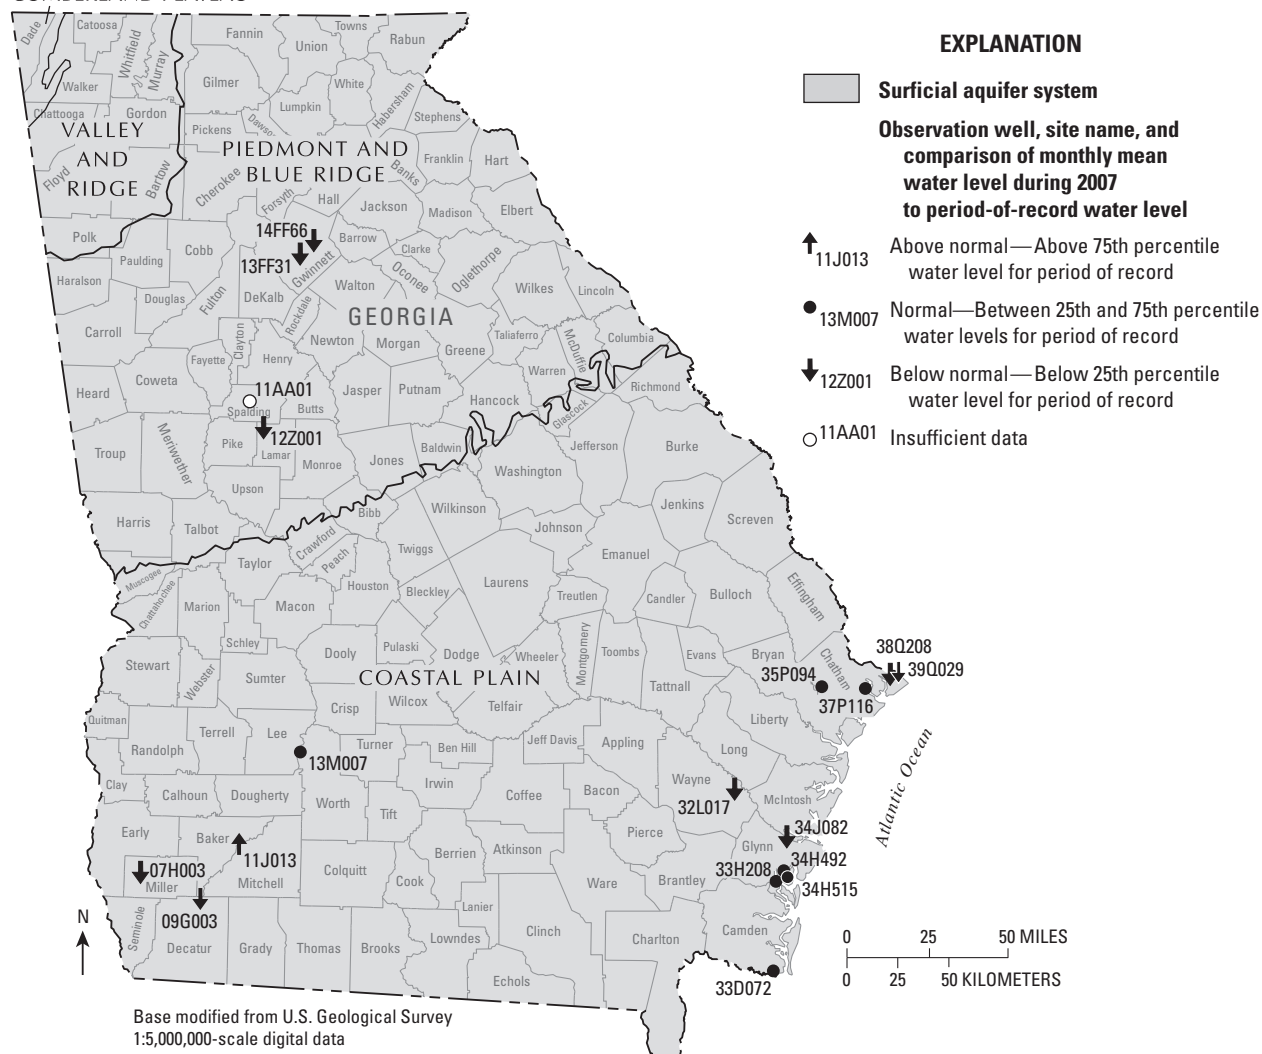 Dade
Catoosa
Whitfield
Murray
Walker
Chattooga
Gordon
Floyd
Bartow
VALLEY
AND
RIDGE
Fannin
Towns
Union
Rabun
Gilmer
White
Lumpkin
Habersham
Stephens
Pickens
PIEDMONT AND
BLUE RIDGE
Banks
Franklin
Hart
Cherokee
Forsyth
Hall
Jackson
Madison
Elbert
Polk
Paulding
Cobb
14FF66
13FF31
Gwinnett
Barrow
Clarke
Oconee
Oglethorpe
Haralson
Douglas
Fulton
DeKalb
Rockdale
Walton
Wilkes
Lincoln
GEORGIA
Carroll
Clayton
Fayette
Henry
Newton
Morgan
Greene
Taliaferro
McDuffie
Columbia
Warren
Richmond
Heard
Coweta
11AA01
Spalding
Butts
Jasper
Putnam
Hancock
Glascock
12Z001
Troup
Meriwether
Pike
Lamar
Monroe
Jones
Baldwin
Washington
Jefferson
Burke
Upson
Harris
Talbot
Bibb
Wilkinson
Jenkins
Screven
Johnson
Crawford
Peach
Twiggs
Emanuel
Muscogee
Chattahochee
Taylor
Marion
Macon
Houston
Bleckley
Laurens
Treutlen
Candler
Bulloch
Effingham
Schley
Stewart
Webster
Sumter
Dooly
Pulaski
Dodge
Wheeler
Montgomery
Toombs
Evans
Bryan
Chatham
38Q208
39Q029
35P094
37P116
COASTAL PLAIN
Tattnall
Crisp
Wilcox
Telfair
Liberty
Quitman
Randolph
Terrell
Lee
13M007
Turner
Ben Hill
Jeff Davis
Appling
Long
Atlantic Ocean
Clay
Calhoun
Dougherty
Worth
Tift
Irwin
Coffee
Bacon
Wayne
32L017
McIntosh
Early
Baker
11J013
07H003
Miller
Mitchell
Colquitt
Berrien
Atkinson
Pierce
Glynn
34J082
34H492
33H208
34H515
09G003
Cook
Ware
Brantley
Lanier
Seminole
Decatur
Grady
Thomas
Brooks
Lowndes
Clinch
Charlton
Camden
Echols
33D072
N
0 25 50 MILES
0 25 50 KILOMETERS
Base modified from U.S. Geological Survey
1:5,000,000-scale digital data
EXPLANATION
Surficial aquifer system
Observation well, site name, and
comparison of monthly mean
water level during 2007
to period-of-record water level
11J013 Above normal—Above 75th percentile
water level for period of record
13M007 Normal—Between 25th and 75th percentile
water levels for period of record
12Z001 Below normal—Below 25th percentile
water level for period of record
11AA01 Insufficient data